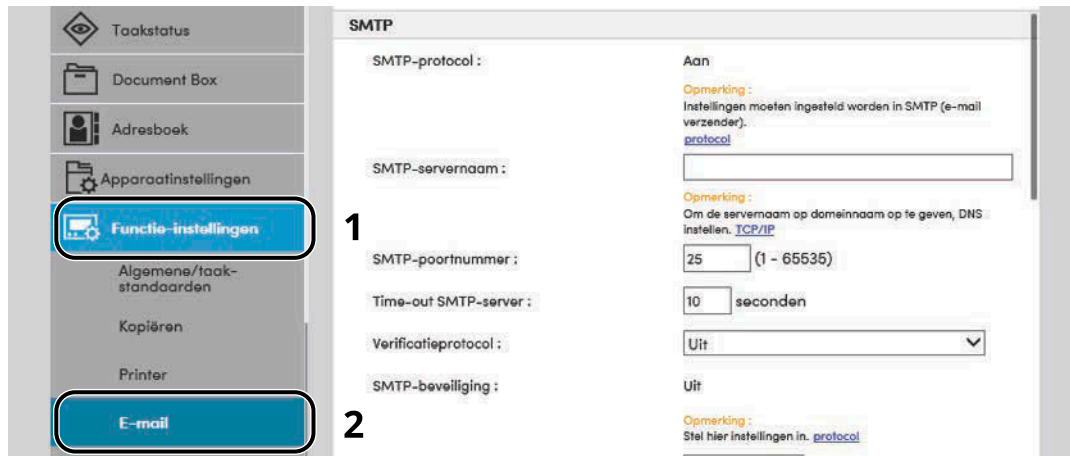 Taakstatus
Document Box
Adresboek
Apparaatinstellingen
Functie-instellingen
1
Algemene/taak-
standaarden
Kopiëren
Printer
E-mail
2
SMTP
SMTP-protocol :
Aan
Opmerking :
Instellingen moeten ingesteld worden in SMTP (e-mail
verzender).
protocol
SMTP-servernaam :
Opmerking :
Om de servernaam op domeinnaam op te geven, DNS
instellen. TCP/IP
SMTP-poortnummer :
25 (1 - 65535)
Time-out SMTP-server :
10 seconden
Verificatieprotocol :
Uit
SMTP-beveiliging :
Uit
Opmerking :
Stel hier instellingen in. protocol